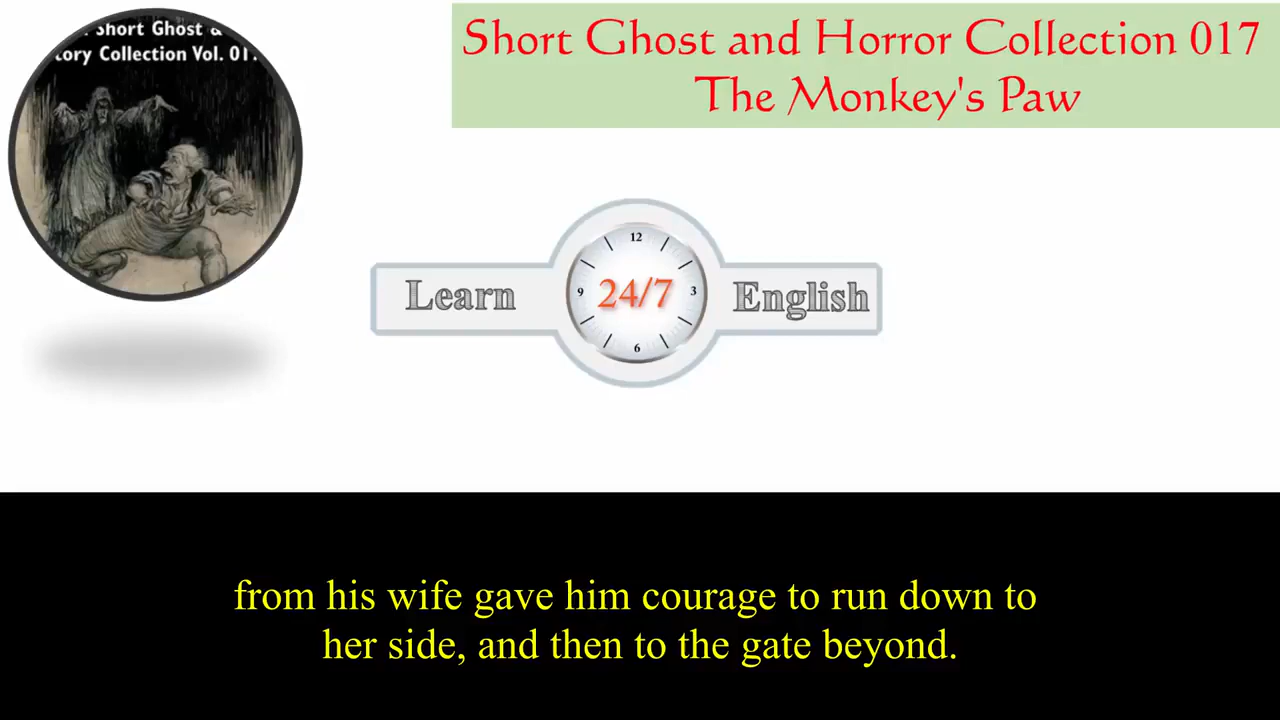 Short Ghost &
tory Collection Vol. 01
Short Ghost and Horror Collection 017
The Monkey's Paw
12
Learn
9
24/7
3
English
6
from his wife gave him courage to run down to
her side, and then to the gate beyond.